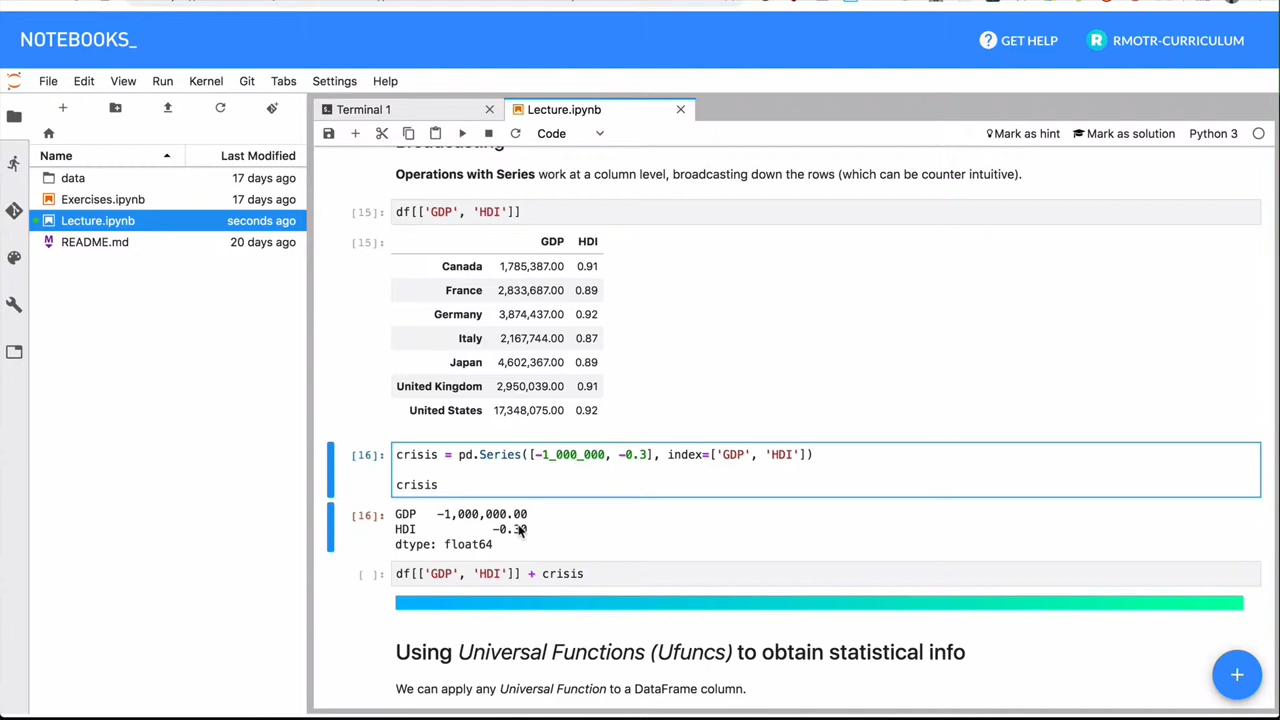 NOTEBOOKS_
GET HELP
R RMOTR-CURRICULUM
File Edit View Run Kernel Git Tabs Settings Help
Terminal 1
Lecture.ipynb
Code
Mark as hint
Mark as solution
Python 3
Name Last Modified
data 17 days ago
Exercises.ipynb 17 days ago
Lecture.ipynb seconds ago
README.md 20 days ago
Broadcasting
Operations with Series work at a column level, broadcasting down the rows (which can be counter intuitive).
[15]: df[['GDP', 'HDI']]
[15]:
GDP HDI
Canada 1,785,387.00 0.91
France 2,833,687.00 0.89
Germany 3,874,437.00 0.92
Italy 2,167,744.00 0.87
Japan 4,602,367.00 0.89
United Kingdom 2,950,039.00 0.91
United States 17,348,075.00 0.92
[16]: crisis = pd.Series([-1_000_000, -0.3], index=['GDP', 'HDI'])
crisis
[16]: GDP -1,000,000.00
HDI -0.30
dtype: float64
[ ]: df[['GDP', 'HDI']] + crisis
Using Universal Functions (Ufuncs) to obtain statistical info
We can apply any Universal Function to a DataFrame column.